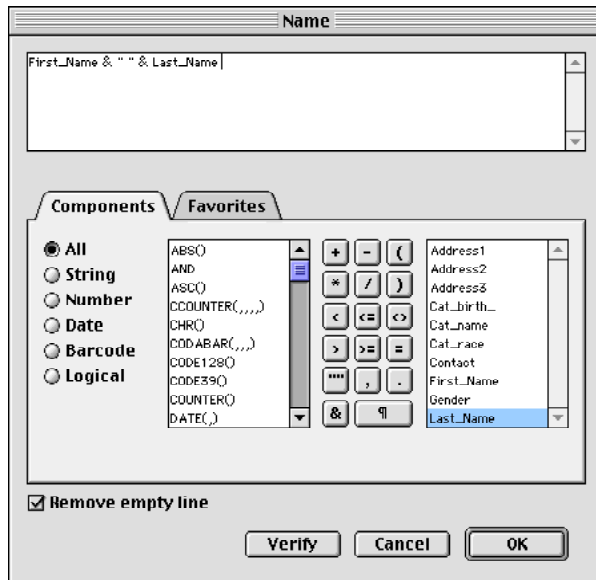 Name
First_Name & " " & Last_Name
Components
Favorites
All
String
Number
Date
Barcode
Logical
ABS()
AND
ASC()
CCOUNTER(,,,,)
CHR()
CODABAR(,,,)
CODE128()
CODE39()
COUNTER()
DATE(,)
+ - (
* / )
< <= <>
> >= =
"" , .
& ¶
Address1
Address2
Address3
Cat_birth_
Cat_name
Cat_race
Contact
First_Name
Gender
Last_Name
Remove empty line
Verify
Cancel
OK